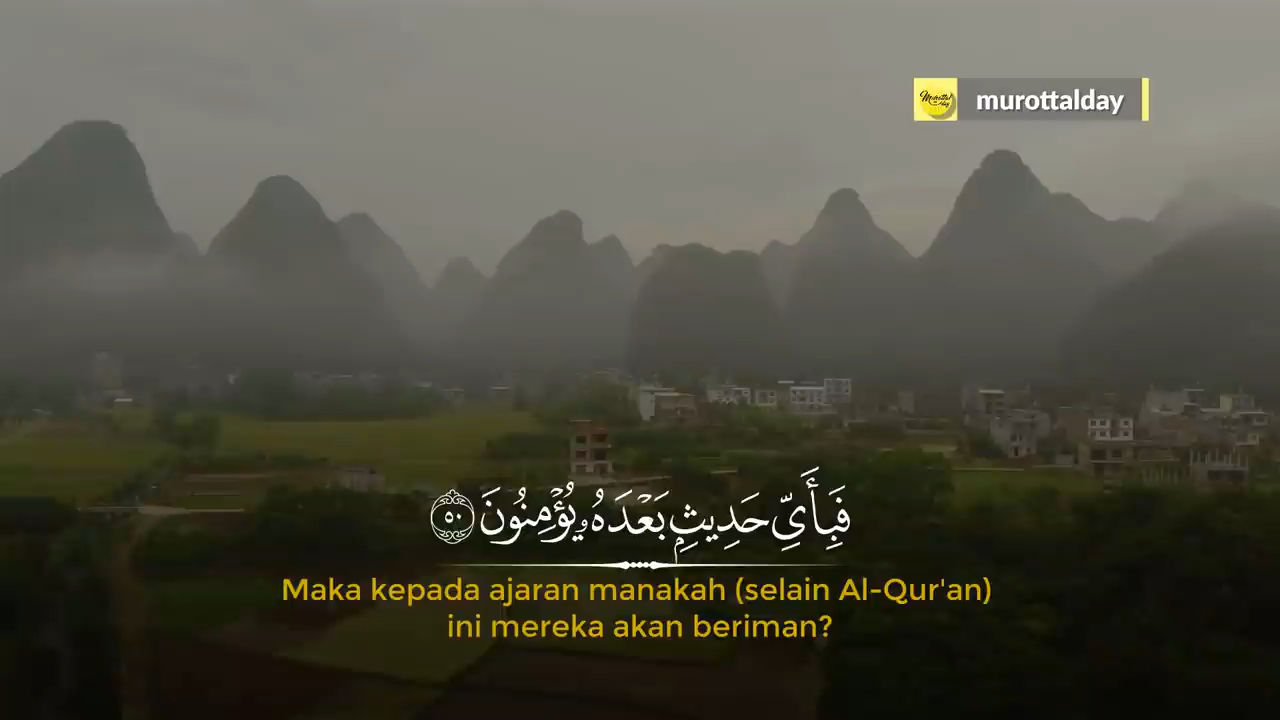 murottalday
فَبِأَيِّ حَدِيثٍۭ بَعْدَهُۥ يُؤْمِنُونَ ۝٥٠
Maka kepada ajaran manakah (selain Al-Qur'an)
ini mereka akan beriman?